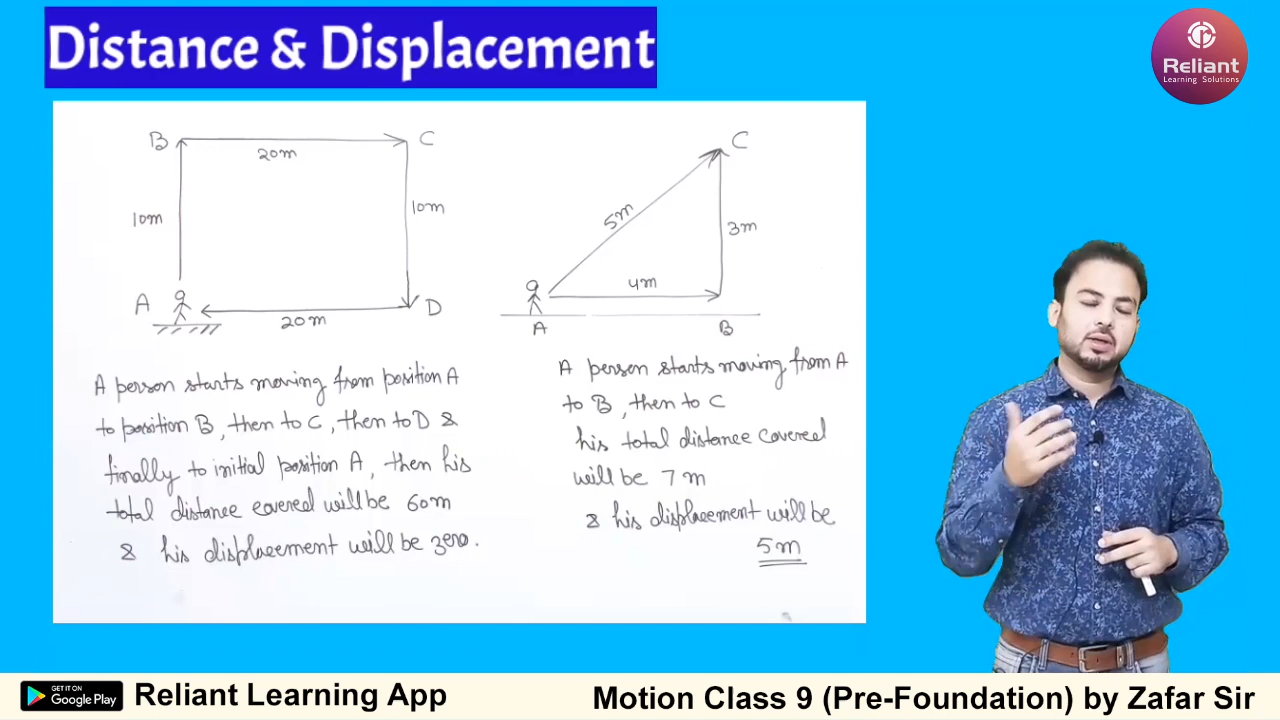 Distance & Displacement
Reliant
Learning Solutions
B
C
20m
10m
10m
A
D
20m
A person starts moving from position A
to position B, then to C, then to D &
finally to initial position A, then his
total distance covered will be 60m
& his displacement will be zero.
C
5m
3m
4m
A
B
A person starts moving from A
to B, then to C
his total distance covered
will be 7m
& his displacement will be
5m
GET IT ON
Google Play
Reliant Learning App
Motion Class 9 (Pre-Foundation) by Zafar Sir